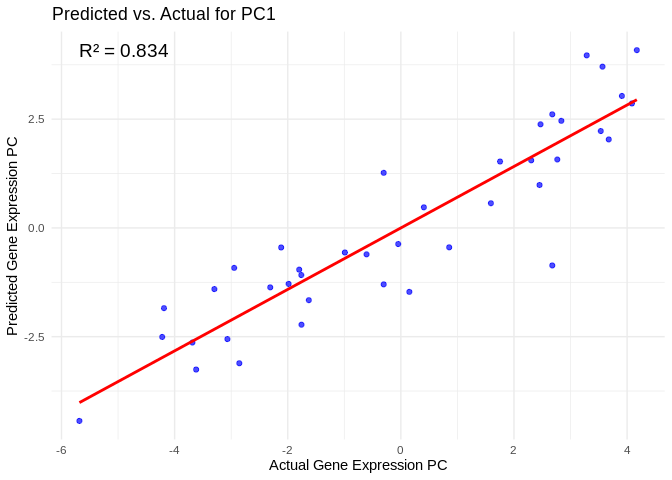 Predicted vs. Actual for PC1
R² = 0.834
Predicted Gene Expression PC
2.5
0.0
-2.5
-6 -4 -2 0 2 4
Actual Gene Expression PC